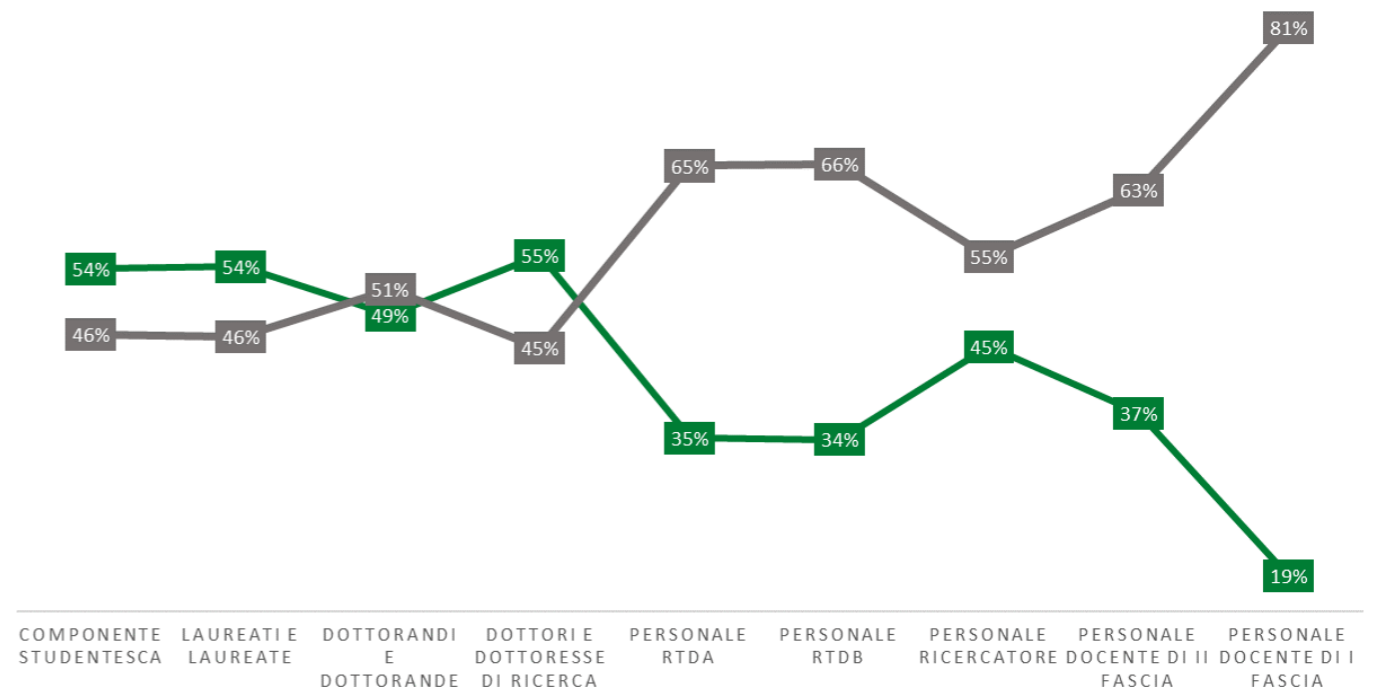 81%
65%
66%
63%
55%
55%
54%
54%
51%
49%
46%
46%
45%
45%
37%
35%
34%
19%
COMPONENTE
STUDENTESCA
LAUREATI E
LAUREATE
DOTTORANDI
E
DOTTORANDE
DOTTORI E
DOTTORESSE
DI RICERCA
PERSONALE
RTDA
PERSONALE
RTDB
PERSONALE
RICERCATORE
PERSONALE
DOCENTE DI II
FASCIA
PERSONALE
DOCENTE DI I
FASCIA